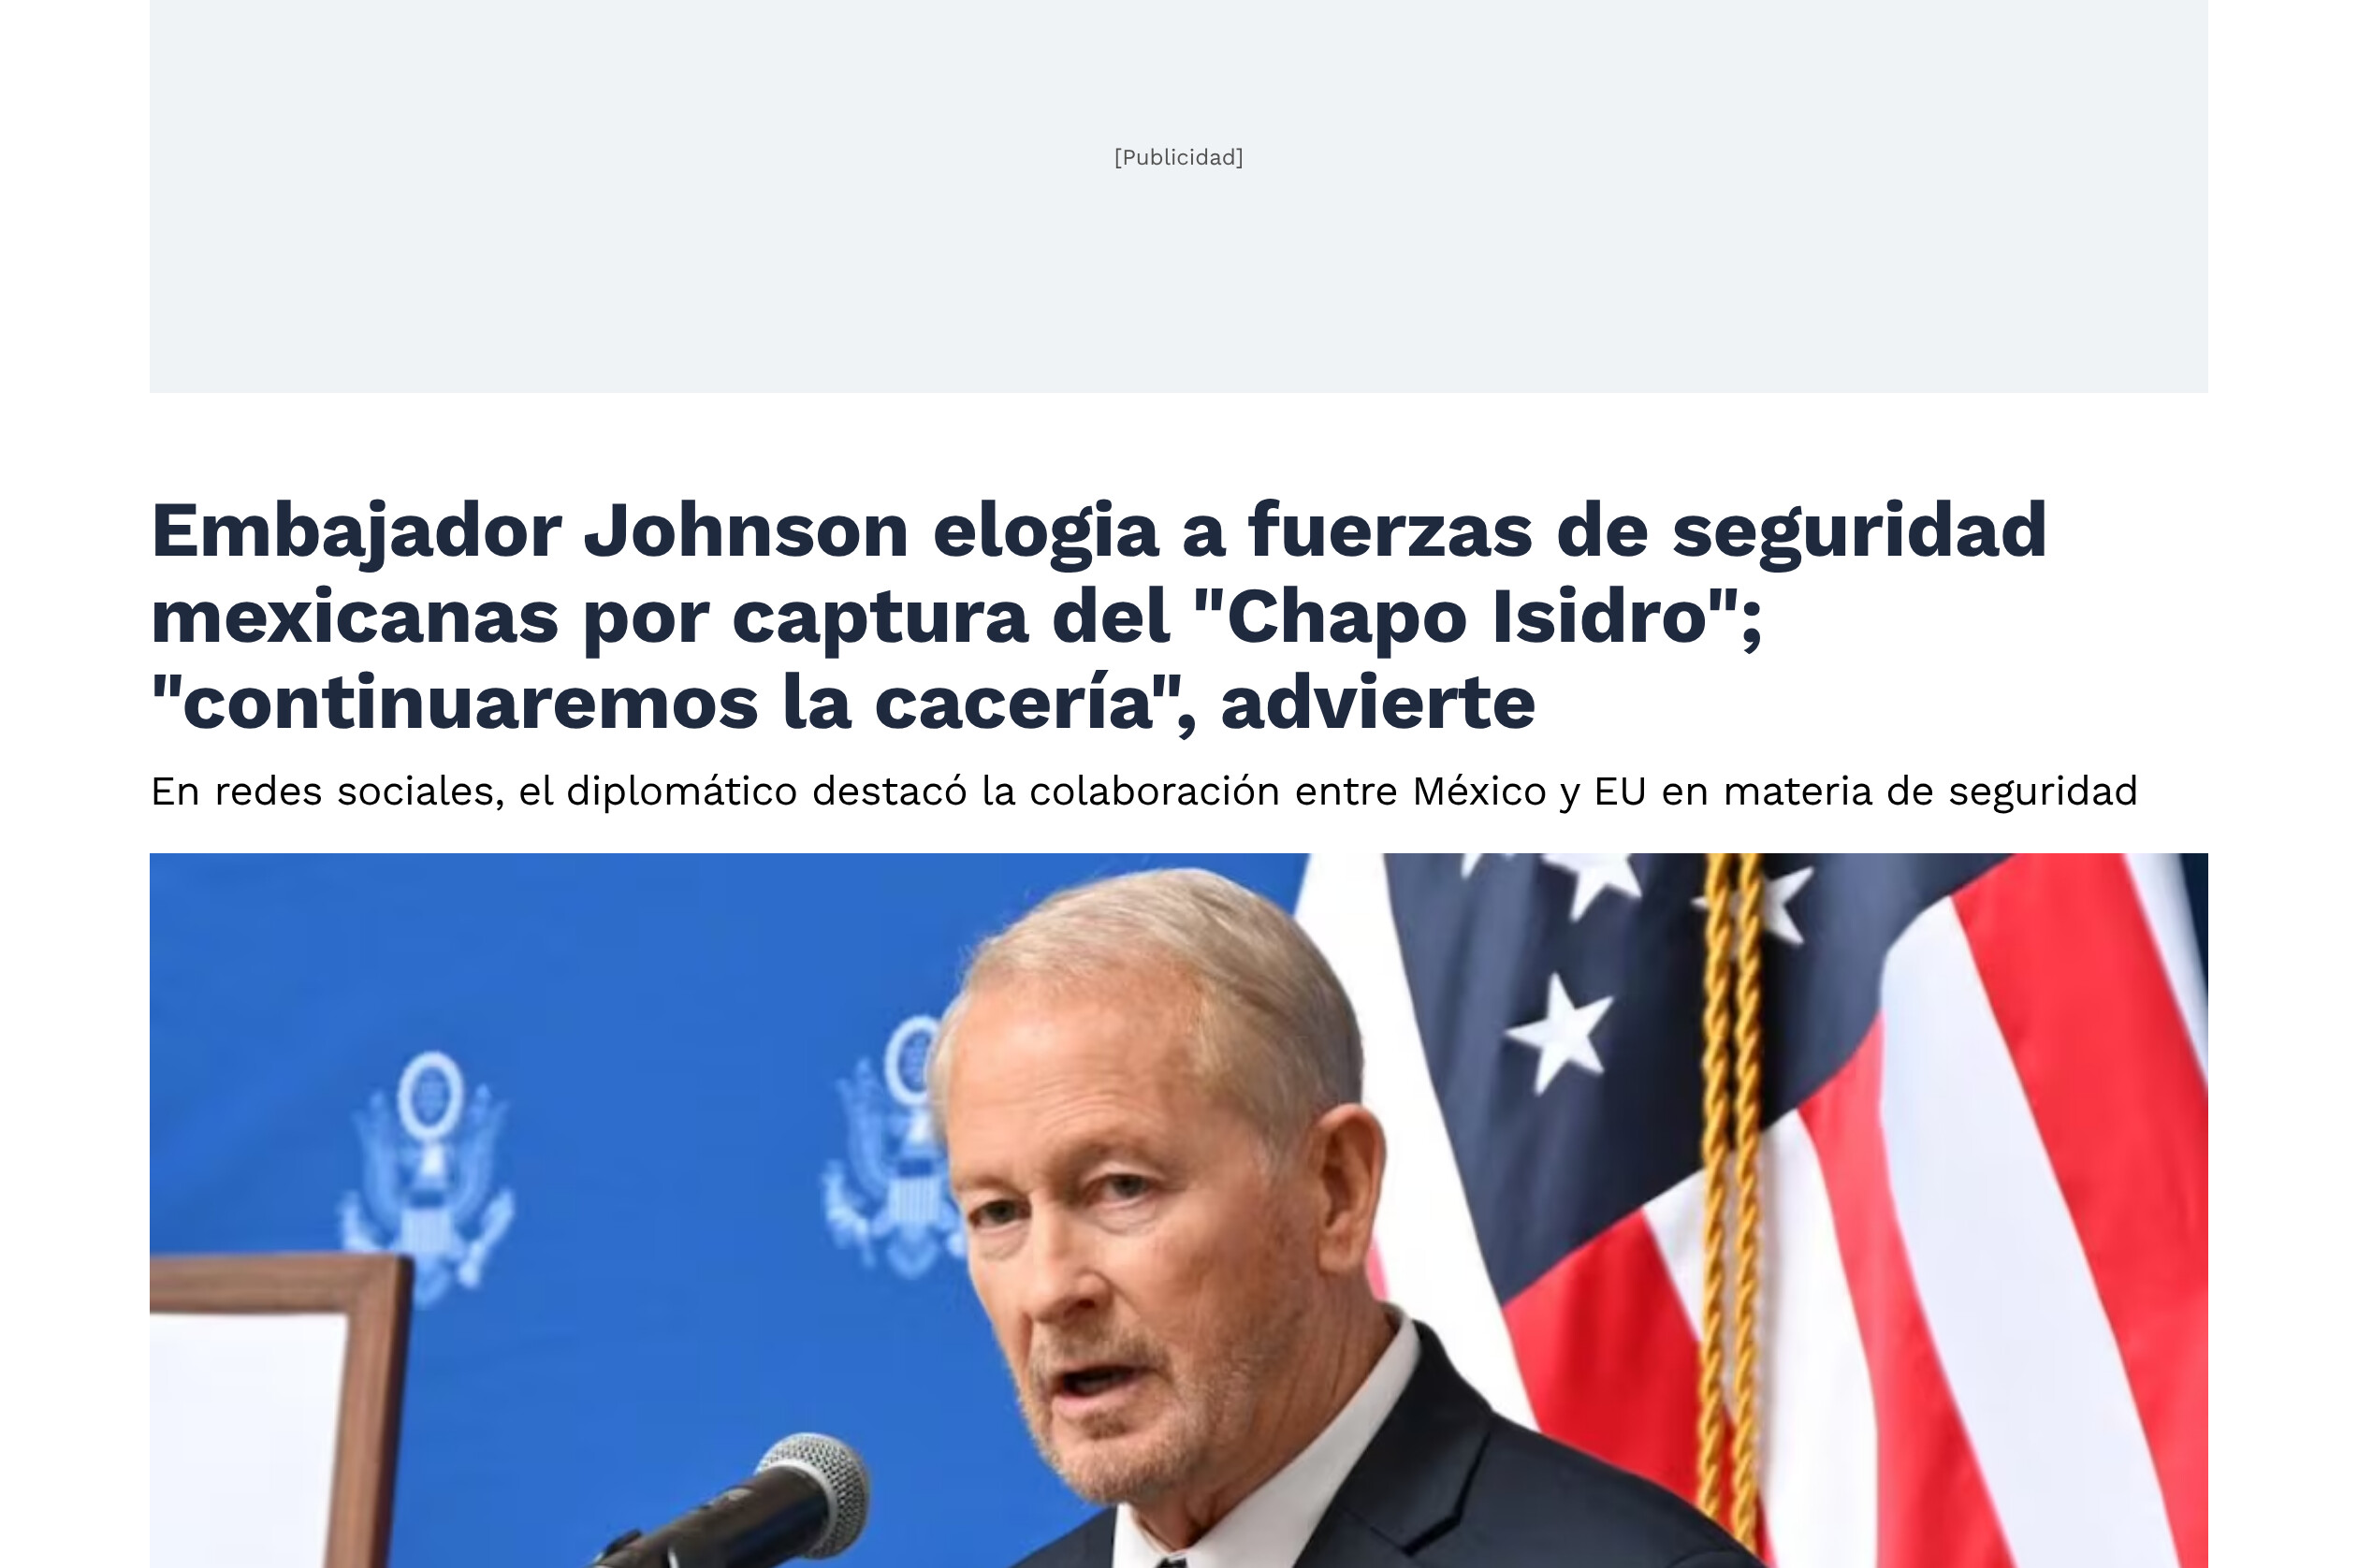 [Publicidad]
Embajador Johnson elogia a fuerzas de seguridad
mexicanas por captura del "Chapo Isidro";
"continuaremos la cacería", advierte
En redes sociales, el diplomático destacó la colaboración entre México y EU en materia de seguridad